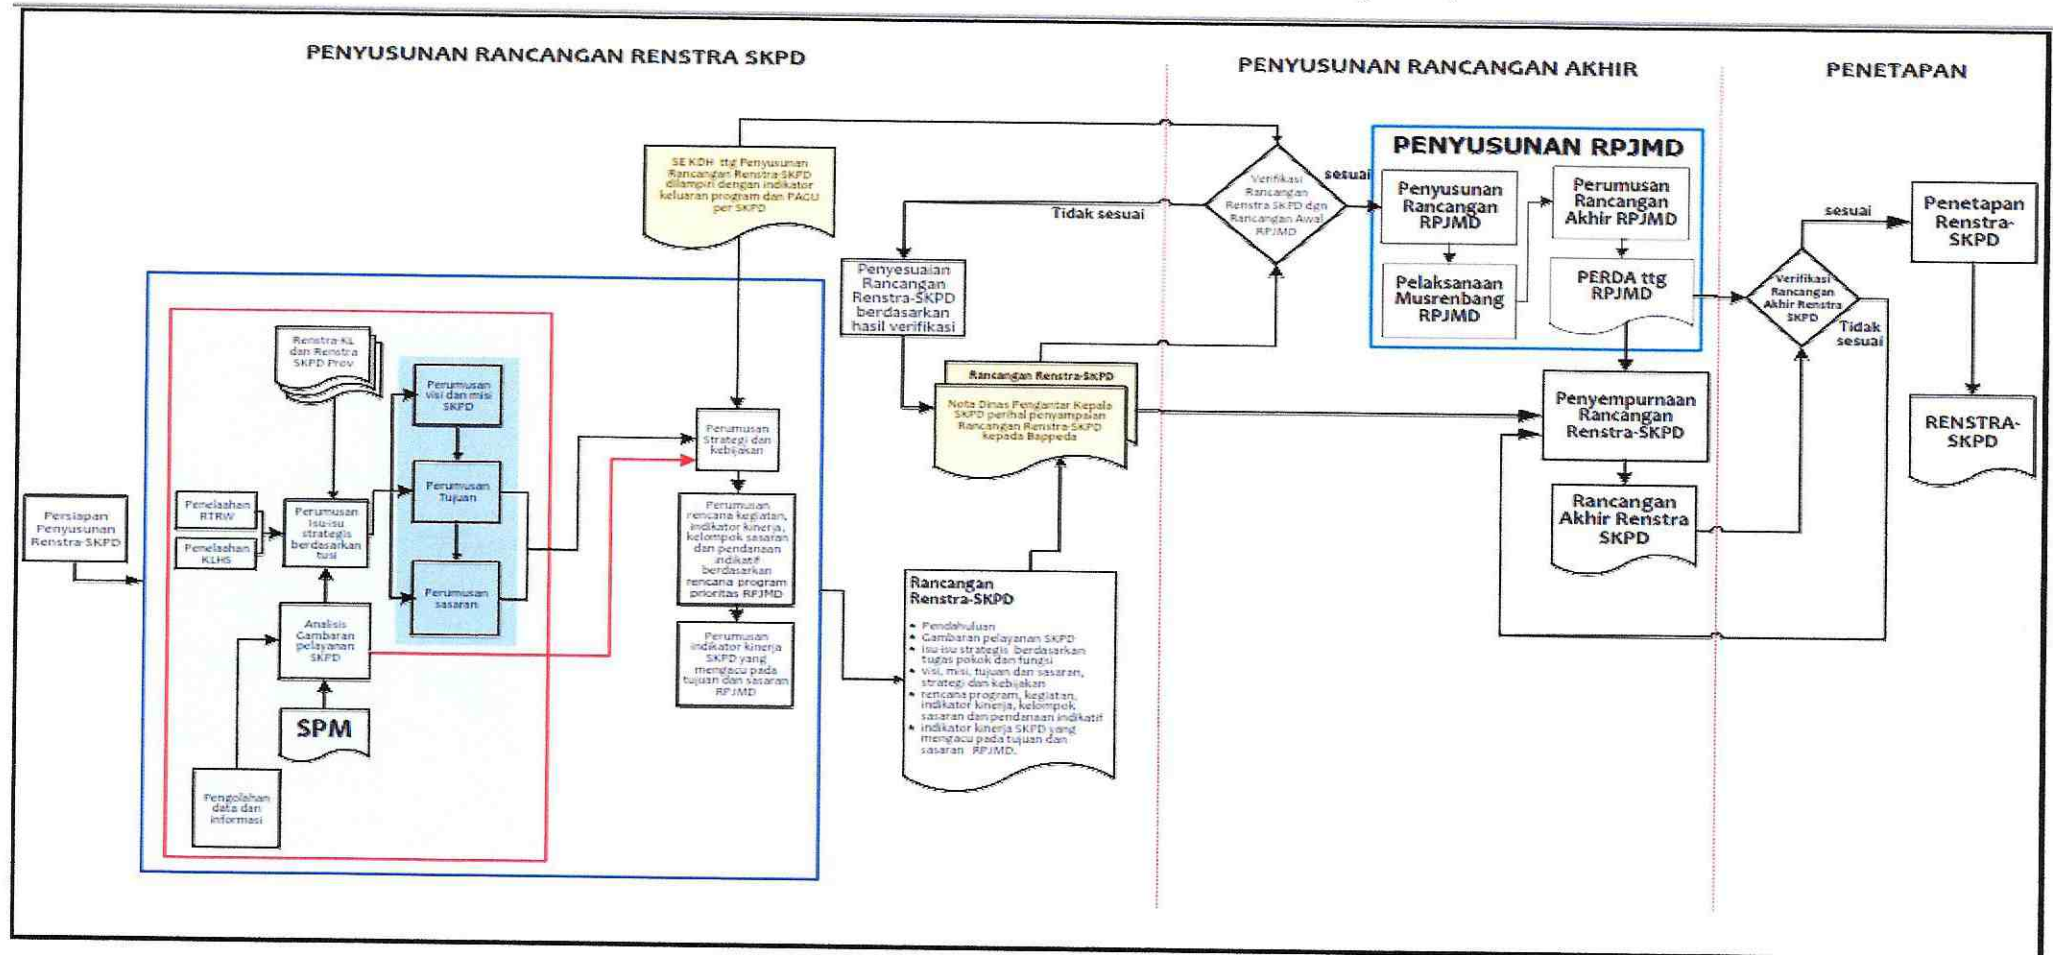 PENYUSUNAN RANCANGAN RENSTRA SKPD
PENYUSUNAN RANCANGAN AKHIR
PENETAPAN
SE KDH ttg Penyusunan
Rancangan Renstra-SKPD
dilampiri dengan indikator
keluaran program dan PAGU
per SKPD
Persiapan
Penyusunan
Renstra-SKPD
Renstra-KL
dan Renstra
SKPD Prov
Penelaahan
RTRW
Penelaahan
KLHS
Perumusan
Isu-isu
strategis
berdasarkan
tusi
Analisis
Gambaran
pelayanan
SKPD
SPM
Pengolahan
data dan
informasi
Perumusan
visi dan misi
SKPD
Perumusan
Tujuan
Perumusan
sasaran
Perumusan
Strategi dan
kebijakan
Perumusan
rencana kegiatan,
indikator kinerja,
kelompok sasaran
dan pendanaan
indikatif
berdasarkan
rencana program
prioritas RPJMD
Perumusan
indikator kinerja
SKPD yang
mengacu pada
tujuan dan sasaran
RPJMD
Tidak sesuai
Penyesuaian
Rancangan
Renstra-SKPD
berdasarkan
hasil verifikasi
Rancangan Renstra-SKPD
Nota Dinas Pengantar Kepala
SKPD perihal penyampaian
Rancangan Renstra-SKPD
kepada Bappeda
Rancangan
Renstra-SKPD
• Pendahuluan
• Gambaran pelayanan SKPD
• isu-isu strategis berdasarkan
tugas pokok dan fungsi
• visi, misi, tujuan dan sasaran,
strategi dan kebijakan
• rencana program, kegiatan,
indikator kinerja, kelompok
sasaran dan pendanaan indikatif
• indikator kinerja SKPD yang
mengacu pada tujuan dan
sasaran RPJMD.
Verifikasi
Rancangan
Renstra SKPD dgn
Rancangan Awal
RPJMD
sesuai
PENYUSUNAN RPJMD
Penyusunan
Rancangan
RPJMD
Pelaksanaan
Musrenbang
RPJMD
Perumusan
Rancangan
Akhir RPJMD
PERDA ttg
RPJMD
Penyempurnaan
Rancangan
Renstra-SKPD
Rancangan
Akhir Renstra
SKPD
Verifikasi
Rancangan
Akhir Renstra
SKPD
sesuai
Tidak
sesuai
Penetapan
Renstra-
SKPD
RENSTRA-
SKPD